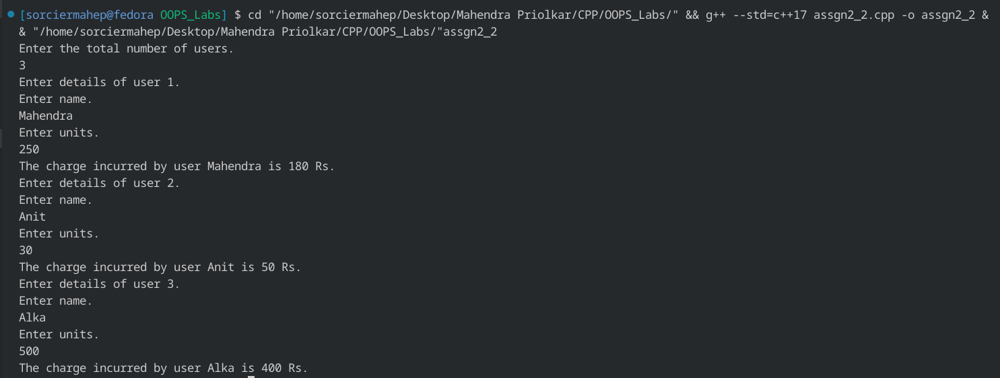 [sorciermahep@fedora OOPS_Labs] $ cd "/home/sorciermahep/Desktop/Mahendra Priolkar/CPP/OOPS_Labs/" && g++ --std=c++17 assgn2_2.cpp -o assgn2_2 &
& "/home/sorciermahep/Desktop/Mahendra Priolkar/CPP/OOPS_Labs/"assgn2_2
Enter the total number of users.
3
Enter details of user 1.
Enter name.
Mahendra
Enter units.
250
The charge incurred by user Mahendra is 180 Rs.
Enter details of user 2.
Enter name.
Anit
Enter units.
30
The charge incurred by user Anit is 50 Rs.
Enter details of user 3.
Enter name.
Alka
Enter units.
500
The charge incurred by user Alka is 400 Rs.